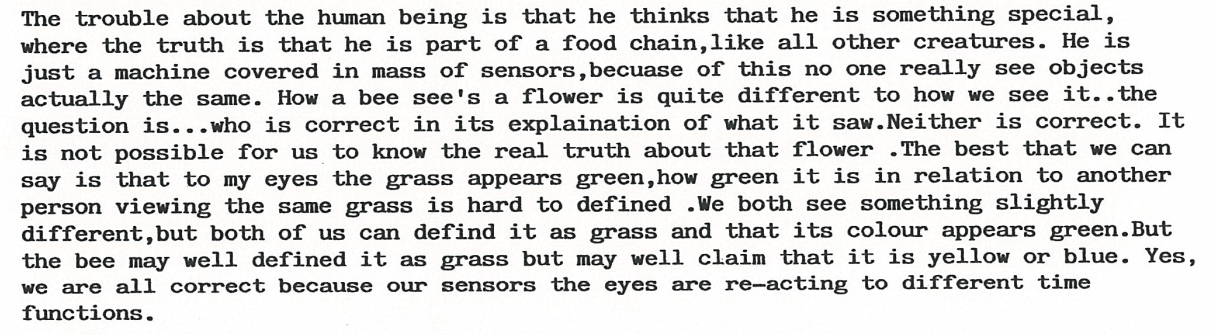 The trouble about the human being is that he thinks that he is something special,
where the truth is that he is part of a food chain,like all other creatures. He is
just a machine covered in mass of sensors,becuase of this no one really see objects
actually the same. How a bee see's a flower is quite different to how we see it..the
question is...who is correct in its explaination of what it saw.Neither is correct. It
is not possible for us to know the real truth about that flower .The best that we can
say is that to my eyes the grass appears green,how green it is in relation to another
person viewing the same grass is hard to defined .We both see something slightly
different,but both of us can defind it as grass and that its colour appears green.But
the bee may well defined it as grass but may well claim that it is yellow or blue. Yes,
we are all correct because our sensors the eyes are re-acting to different time
functions.